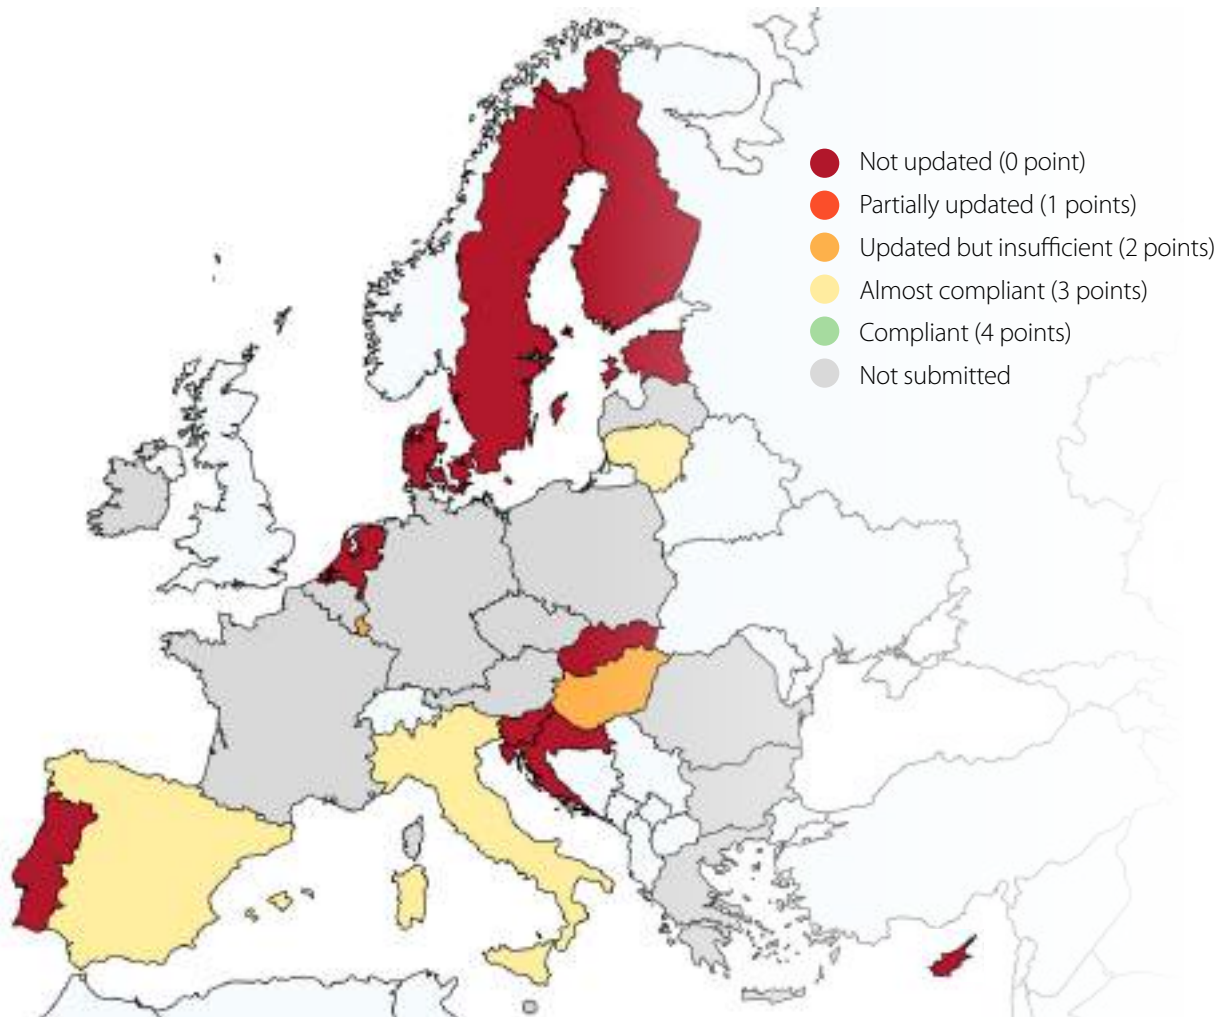 Not updated (0 point)
Partially updated (1 points)
Updated but insufficient (2 points)
Almost compliant (3 points)
Compliant (4 points)
Not submitted